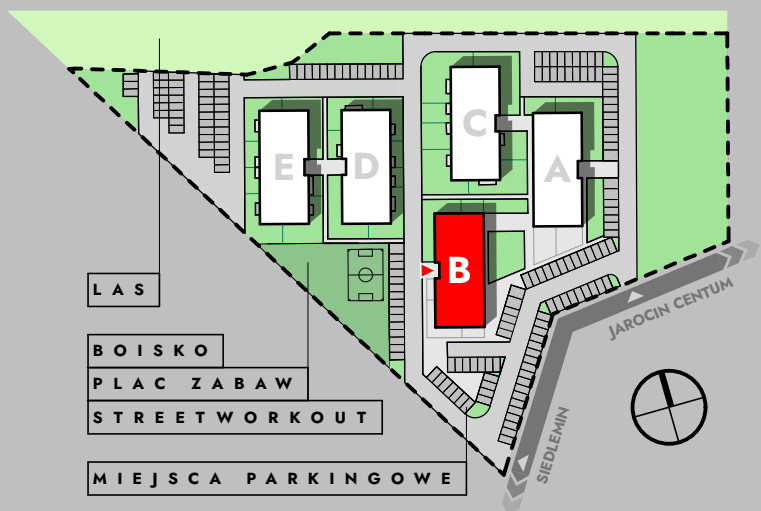 C
E
D
A
B
LAS
JAROCIN CENTUM
BOISKO
PLAC ZABAW
STREETWORKOUT
SIEDLEMIN
MIEJSCA PARKINGOWE